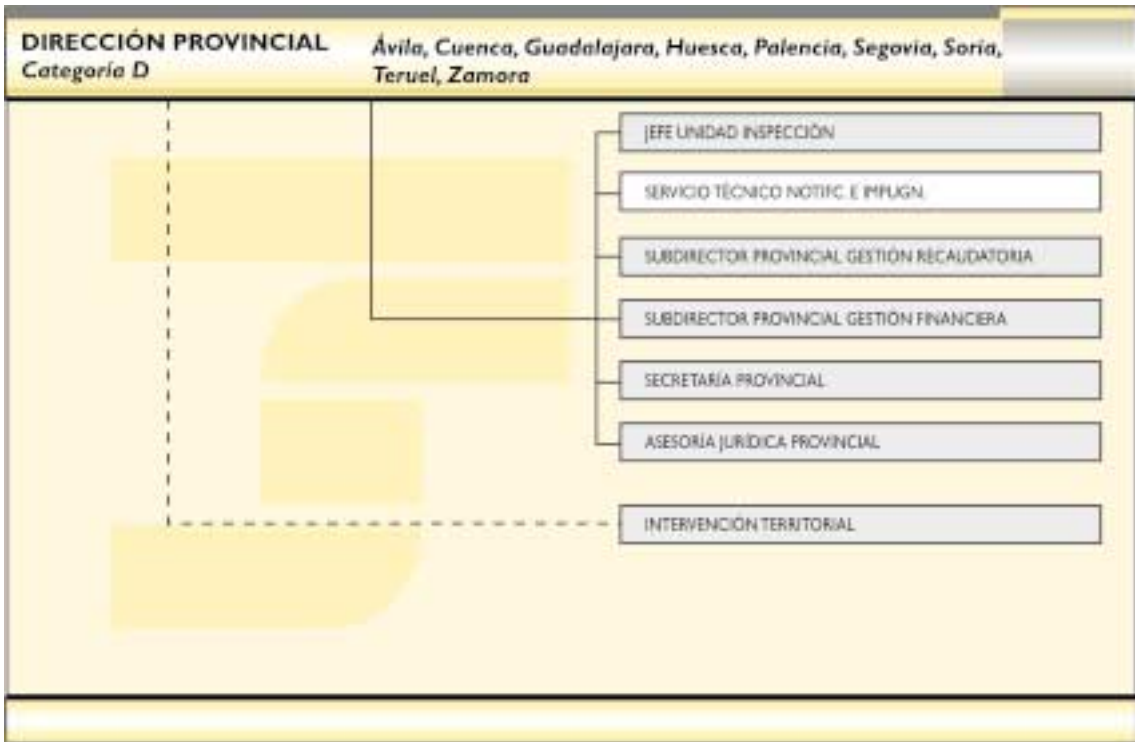 DIRECCIÓN PROVINCIAL
Categoría D
Ávila, Cuenca, Guadalajara, Huesca, Palencia, Segovia, Soria,
Teruel, Zamora
JEFE UNIDAD INSPECCIÓN
SERVICIO TÉCNICO NOTIFC. E IMPUGN.
SUBDIRECTOR PROVINCIAL GESTIÓN RECAUDATORIA
SUBDIRECTOR PROVINCIAL GESTIÓN FINANCIERA
SECRETARÍA PROVINCIAL
ASESORÍA JURÍDICA PROVINCIAL
INTERVENCIÓN TERRITORIAL